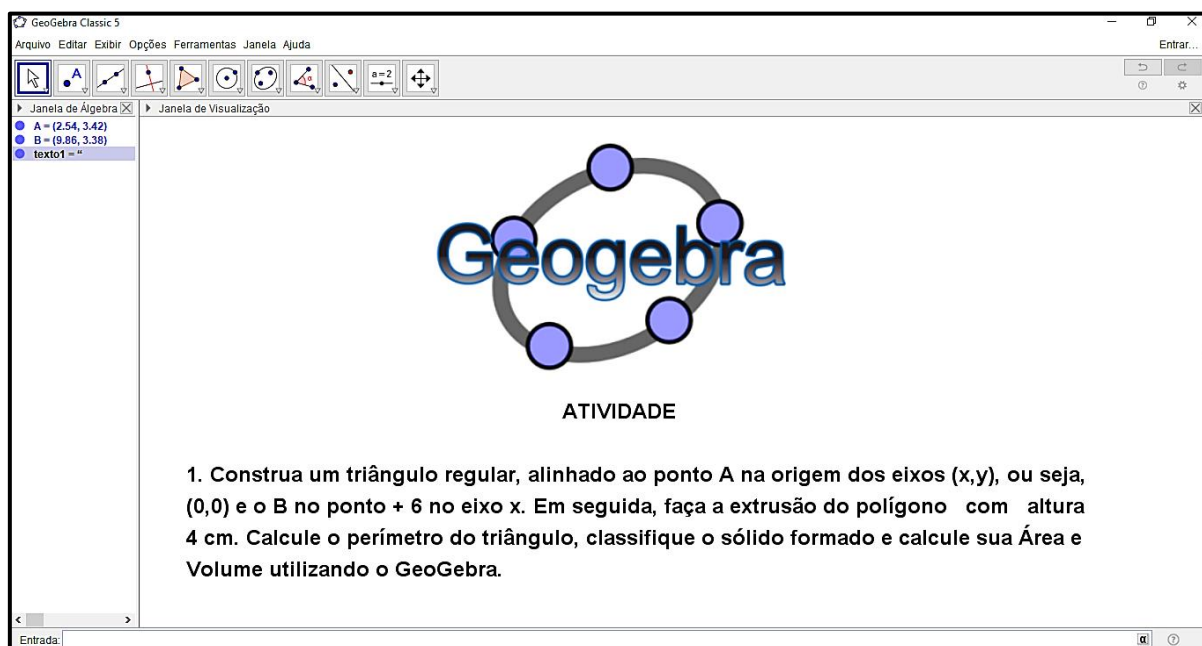 GeoGebra Classic 5
Arquivo Editar Exibir Opções Ferramentas Janela Ajuda
Entrar...
A
a=2
Janela de Álgebra
Janela de Visualização
A = (2.54, 3.42)
B = (9.86, 3.38)
texto1 = “
Geogebra
ATIVIDADE
1. Construa um triângulo regular, alinhado ao ponto A na origem dos eixos (x,y), ou seja,
(0,0) e o B no ponto + 6 no eixo x. Em seguida, faça a extrusão do polígono com altura
4 cm. Calcule o perímetro do triângulo, classifique o sólido formado e calcule sua Área e
Volume utilizando o GeoGebra.
Entrada:
α